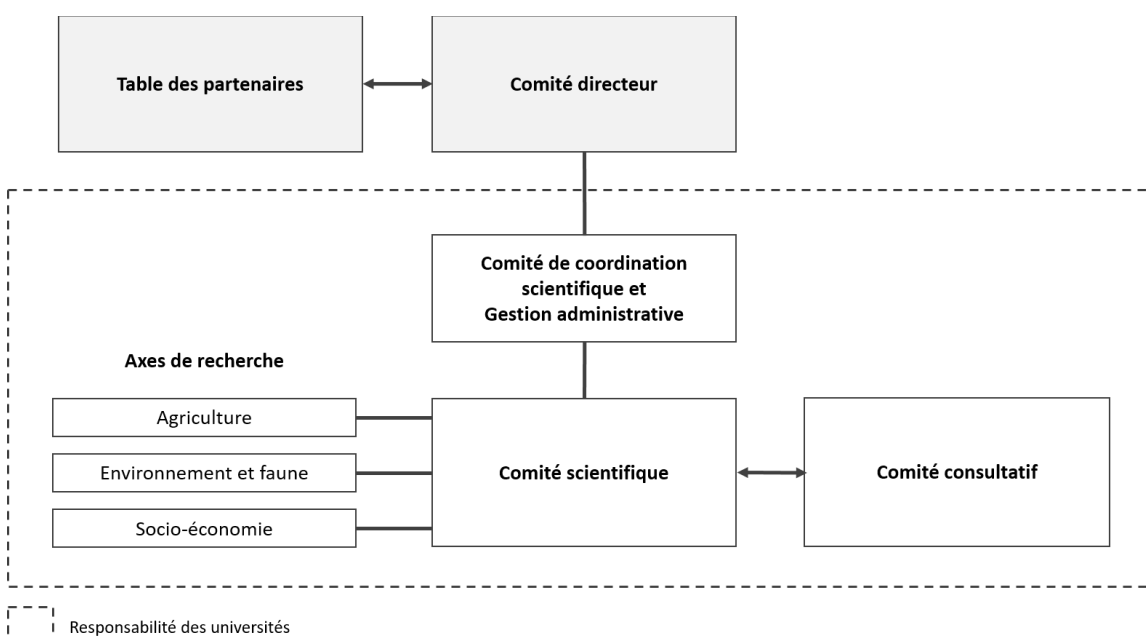 Table des partenaires
Comité directeur
Comité de coordination
scientifique et
Gestion administrative
Axes de recherche
Agriculture
Environnement et faune
Socio-économie
Comité scientifique
Comité consultatif
Responsabilité des universités